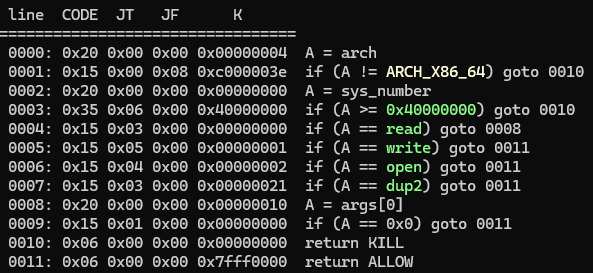 line  CODE  JT   JF      K
=================================
0000: 0x20 0x00 0x00 0x00000004  A = arch
0001: 0x15 0x00 0x08 0xc000003e  if (A != ARCH_X86_64) goto 0010
0002: 0x20 0x00 0x00 0x00000000  A = sys_number
0003: 0x35 0x06 0x00 0x40000000  if (A >= 0x40000000) goto 0010
0004: 0x15 0x03 0x00 0x00000000  if (A == read) goto 0008
0005: 0x15 0x05 0x00 0x00000001  if (A == write) goto 0011
0006: 0x15 0x04 0x00 0x00000002  if (A == open) goto 0011
0007: 0x15 0x03 0x00 0x00000021  if (A == dup2) goto 0011
0008: 0x20 0x00 0x00 0x00000010  A = args[0]
0009: 0x15 0x01 0x00 0x00000000  if (A == 0x0) goto 0011
0010: 0x06 0x00 0x00 0x00000000  return KILL
0011: 0x06 0x00 0x00 0x7fff0000  return ALLOW